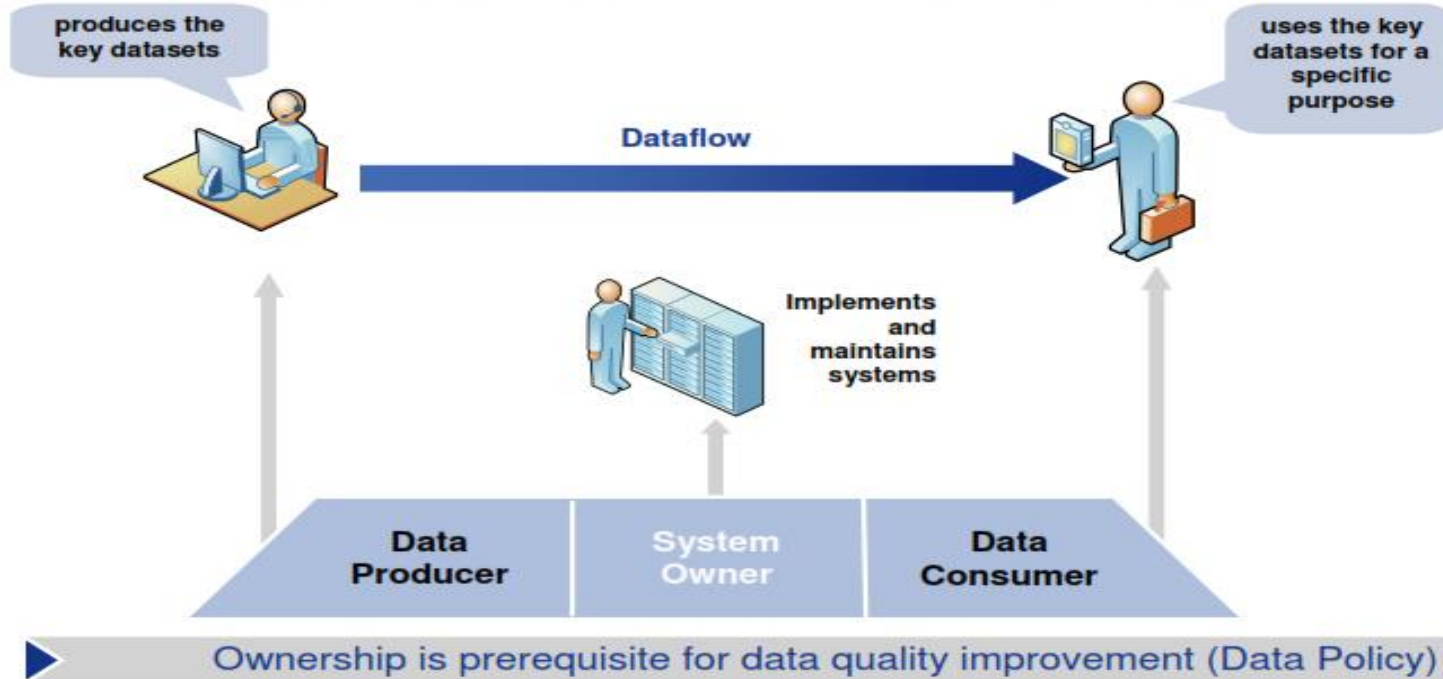 produces the
key datasets
uses the key
datasets for a
specific
purpose
Dataflow
Implements
and
maintains
systems
Data
Producer
System
Owner
Data
Consumer
Ownership is prerequisite for data quality improvement (Data Policy)